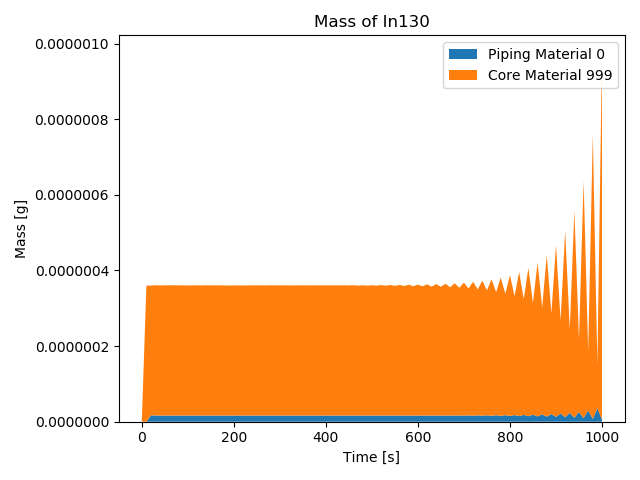 Mass of In130
0.0000010
0.0000008
0.0000006
0.0000004
0.0000002
0.0000000
Mass [g]
Piping Material 0
Core Material 999
0 200 400 600 800 1000
Time [s]